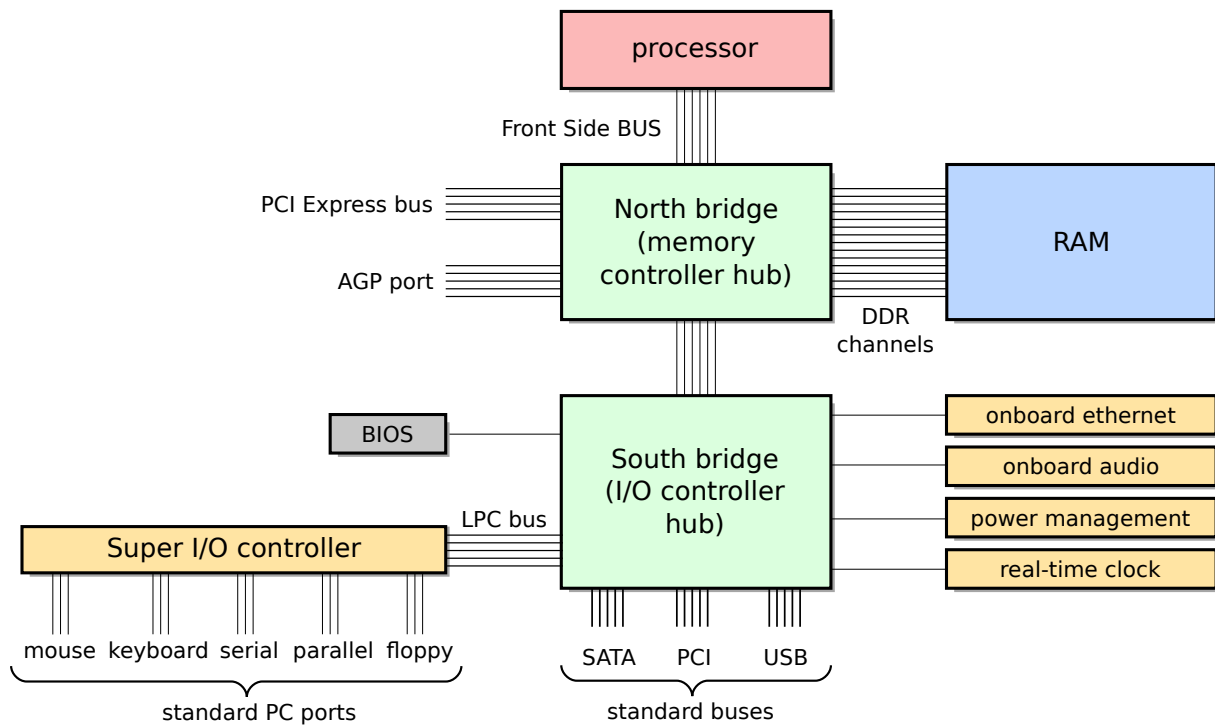 processor
Front Side BUS
PCI Express bus
AGP port
North bridge
(memory
controller hub)
RAM
DDR
channels
BIOS
South bridge
(I/O controller
hub)
onboard ethernet
onboard audio
power management
real-time clock
LPC bus
Super I/O controller
mouse keyboard serial parallel floppy
standard PC ports
SATA PCI USB
standard buses